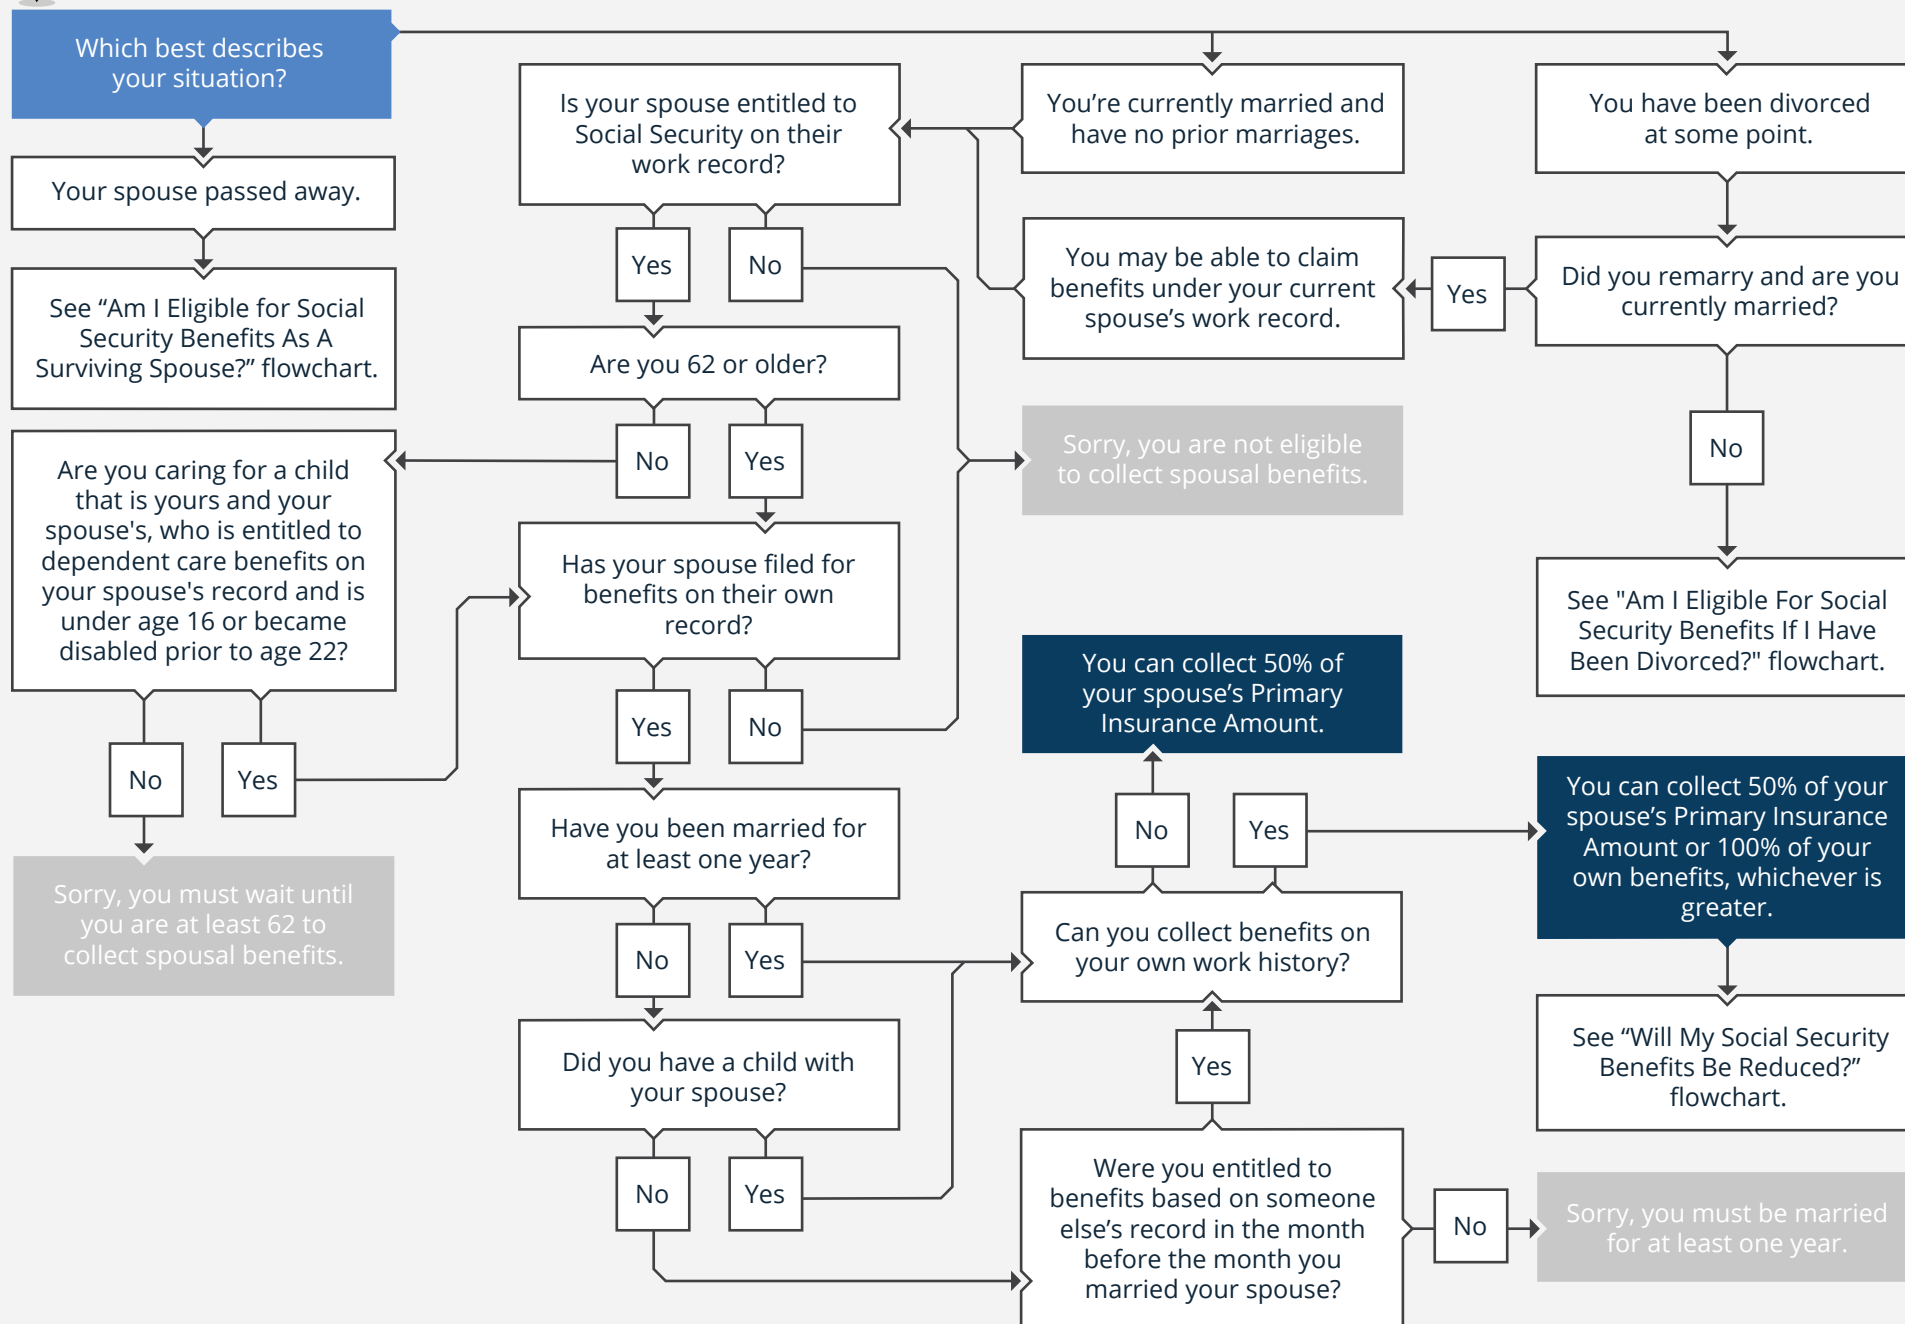 Which best describes
your situation?
Your spouse passed away.
See “Am I Eligible for Social
Security Benefits As A
Surviving Spouse?” flowchart.
You’re currently married and
have no prior marriages.
You have been divorced
at some point.
Did you remarry and are you
currently married?
Yes
You may be able to claim
benefits under your current
spouse’s work record.
No
See "Am I Eligible For Social
Security Benefits If I Have
Been Divorced?" flowchart.
Is your spouse entitled to
Social Security on their
work record?
Yes
No
Sorry, you are not eligible
to collect spousal benefits.
Are you 62 or older?
No
Yes
Are you caring for a child
that is yours and your
spouse's, who is entitled to
dependent care benefits on
your spouse's record and is
under age 16 or became
disabled prior to age 22?
No
Yes
Sorry, you must wait until
you are at least 62 to
collect spousal benefits.
Has your spouse filed for
benefits on their own
record?
Yes
No
Have you been married for
at least one year?
No
Yes
Did you have a child with
your spouse?
No
Yes
Were you entitled to
benefits based on someone
else’s record in the month
before the month you
married your spouse?
No
Sorry, you must be married
for at least one year.
Yes
Can you collect benefits on
your own work history?
No
Yes
You can collect 50% of
your spouse’s Primary
Insurance Amount.
You can collect 50% of your
spouse’s Primary Insurance
Amount or 100% of your
own benefits, whichever is
greater.
See “Will My Social Security
Benefits Be Reduced?”
flowchart.